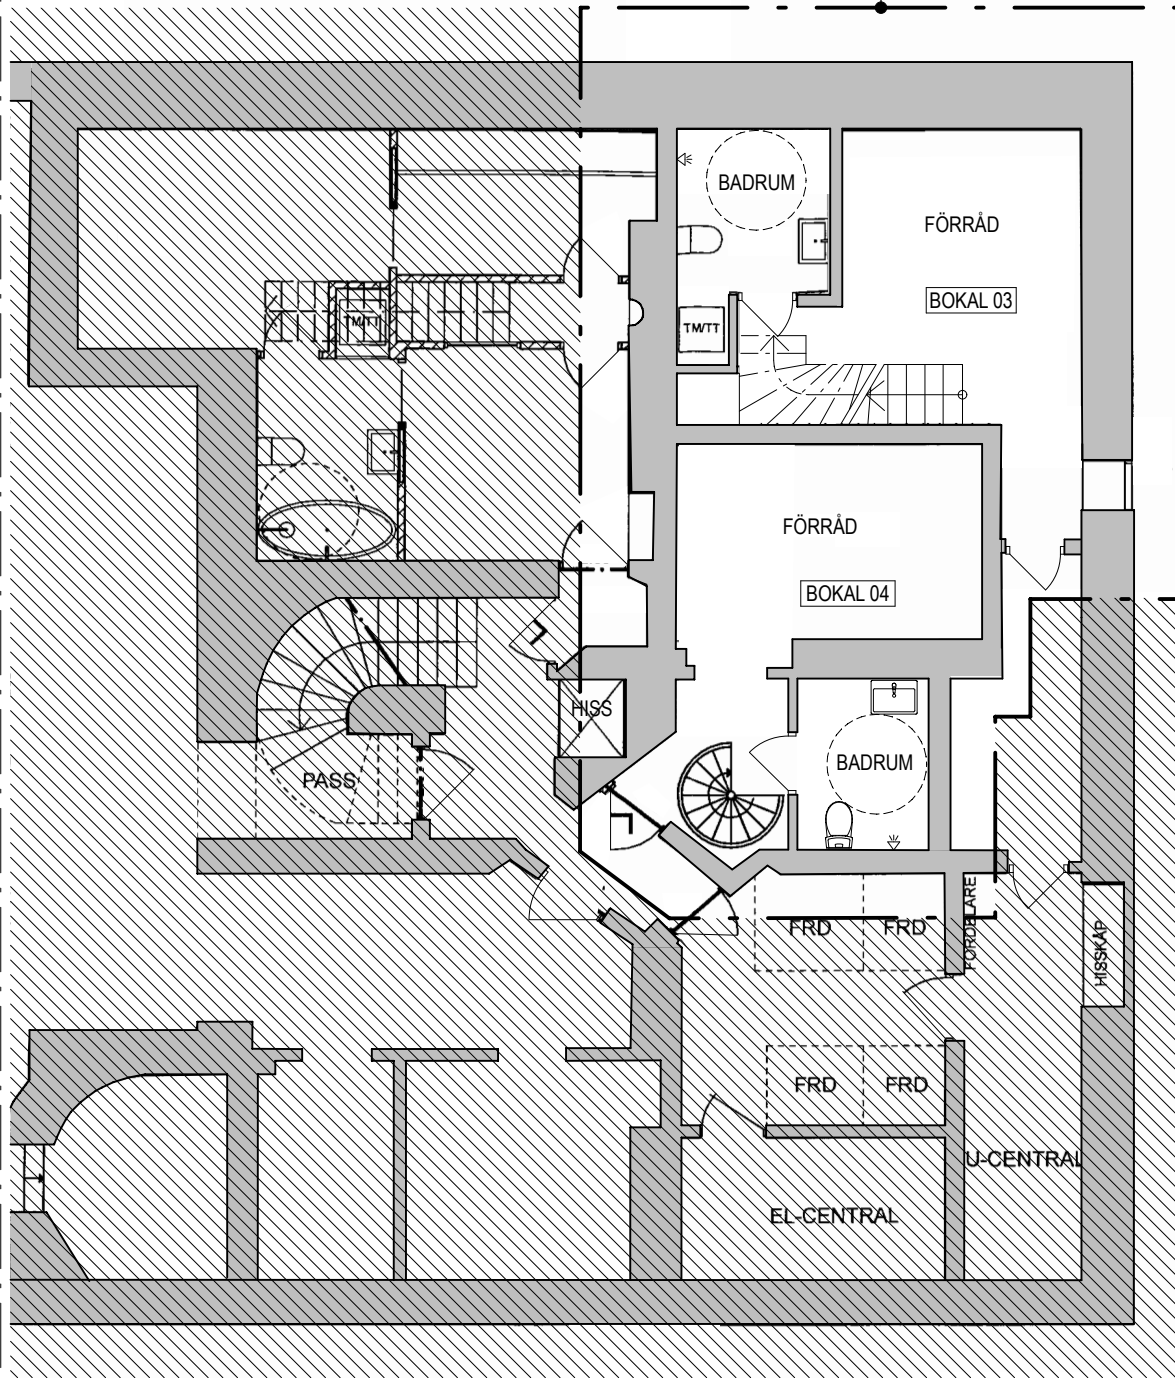 BADRUM
FÖRRÅD
BOKAL 03
TM/TT
TM/TT
FÖRRÅD
BOKAL 04
HISS
BADRUM
PASS
FRD
FRD
FÖRDELARE
HISSKÅP
FRD
FRD
U-CENTRAL
EL-CENTRAL